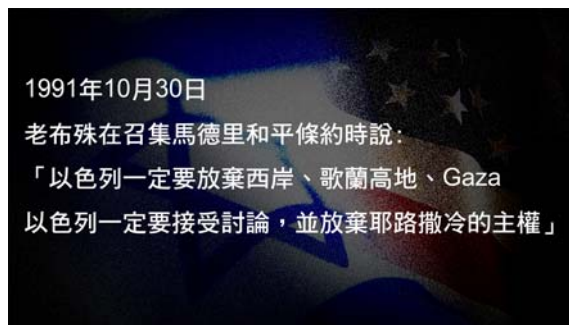 1991年10月30日
老布殊在召集馬德里和平條約時說：
「以色列一定要放棄西岸、歌蘭高地、Gaza
以色列一定要接受討論，並放棄耶路撒冷的主權」